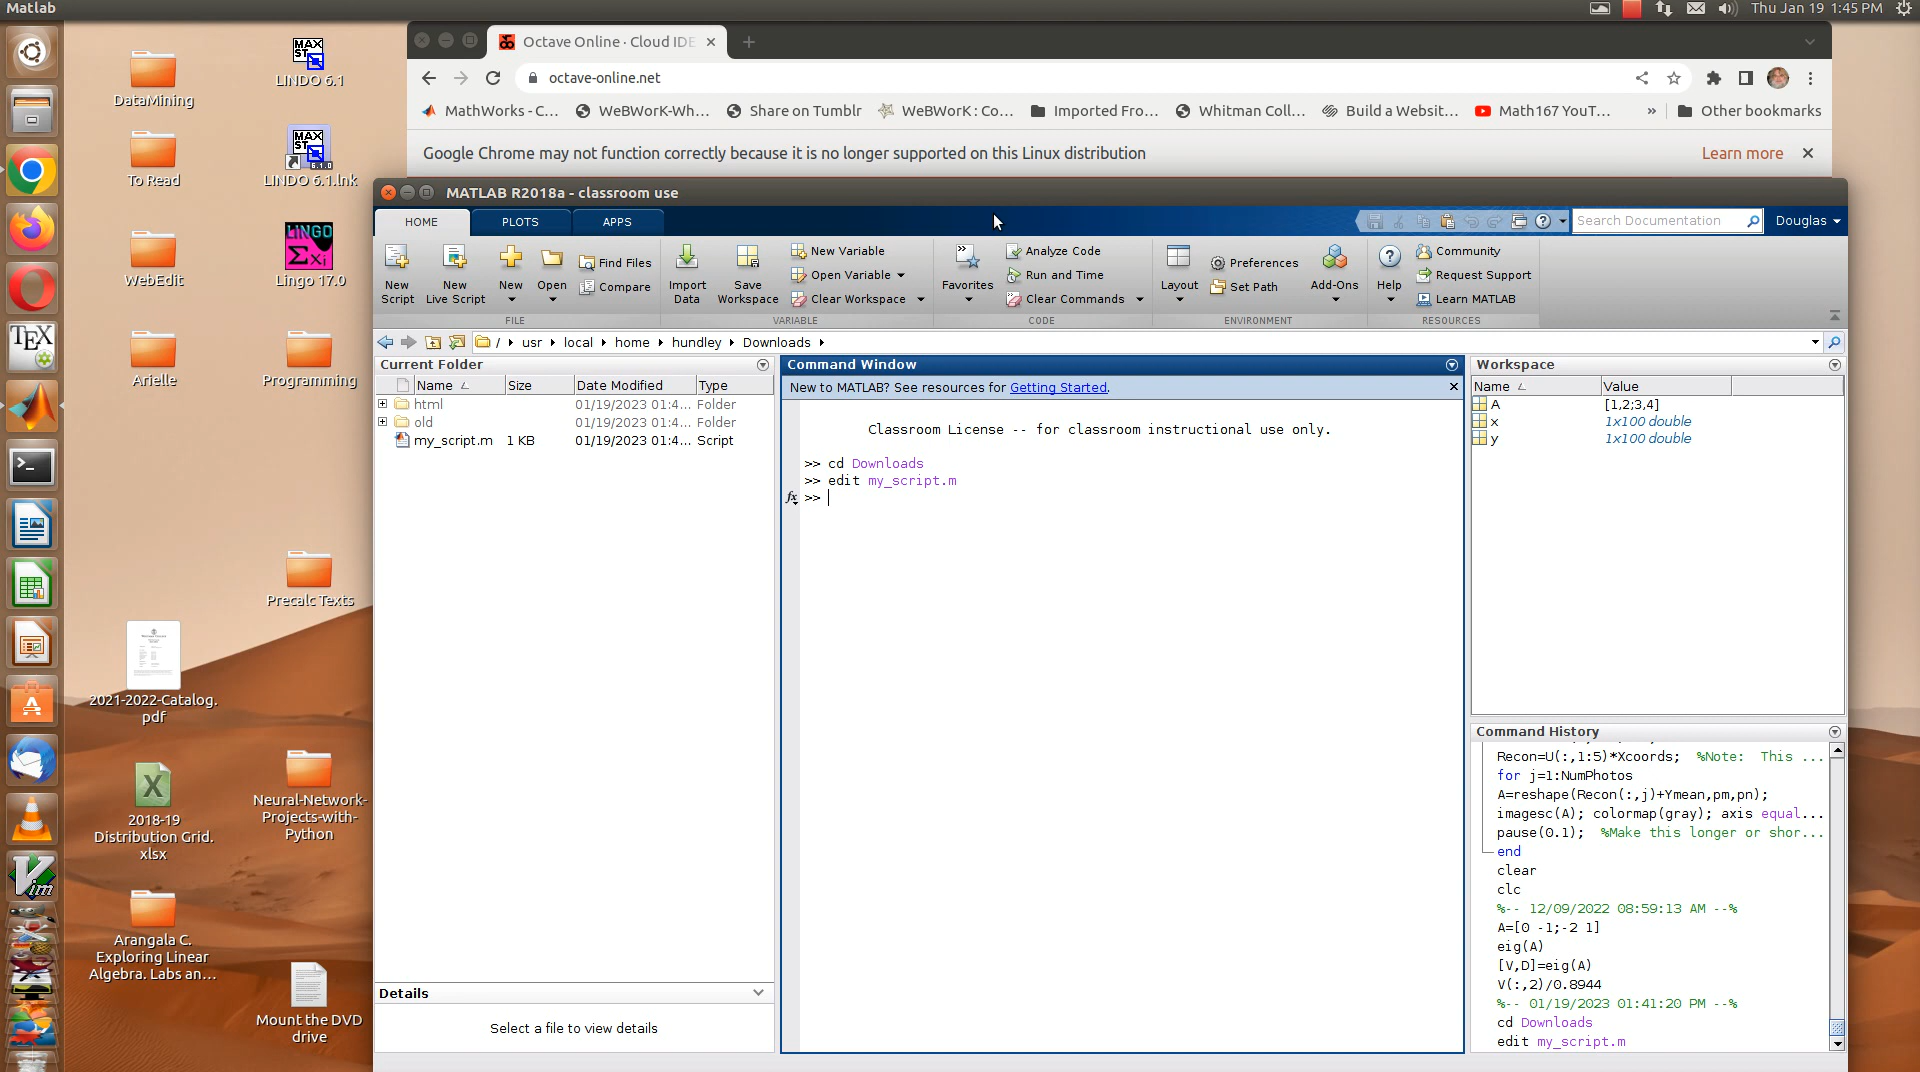 Matlab
Thu Jan 19 1:45 PM
DataMining
LINDO 6.1
To Read
LINDO 6.1.lnk
WebEdit
Lingo 17.0
Arielle
Programming
Precalc Texts
2021-2022-Catalog.
pdf
2018-19
Distribution Grid.
xlsx
Neural-Network-
Projects-with-
Python
Arangala C.
Exploring Linear
Algebra. Labs an...
Mount the DVD
drive
Octave Online · Cloud IDE
octave-online.net
MathWorks - C...
WeBWorK-Wh...
Share on Tumblr
WeBWorK : Co...
Imported Fro...
Whitman Coll...
Build a Websit...
Math167 YouT...
»
Other bookmarks
Google Chrome may not function correctly because it is no longer supported on this Linux distribution
Learn more
MATLAB R2018a - classroom use
HOME
PLOTS
APPS
Search Documentation
Douglas
New
Script
New
Live Script
New
Open
Find Files
Compare
FILE
Import
Data
Save
Workspace
New Variable
Open Variable
Clear Workspace
VARIABLE
Favorites
Analyze Code
Run and Time
Clear Commands
CODE
Layout
Preferences
Set Path
Add-Ons
ENVIRONMENT
Help
Community
Request Support
Learn MATLAB
RESOURCES
/ usr local home hundley Downloads
Current Folder
Name Size Date Modified Type
html 01/19/2023 01:4... Folder
old 01/19/2023 01:4... Folder
my_script.m 1 KB 01/19/2023 01:4... Script
Details
Select a file to view details
Command Window
New to MATLAB? See resources for Getting Started.
Classroom License -- for classroom instructional use only.
>> cd Downloads
>> edit my_script.m
fx >>
Workspace
Name Value
A [1,2;3,4]
x 1x100 double
y 1x100 double
Command History
Recon=U(:,1:5)*Xcoords; %Note: This ...
for j=1:NumPhotos
A=reshape(Recon(:,j)+Ymean,pm,pn);
imagesc(A); colormap(gray); axis equal...
pause(0.1); %Make this longer or shor...
end
clear
clc
%-- 12/09/2022 08:59:13 AM --%
A=[0 -1;-2 1]
eig(A)
[V,D]=eig(A)
V(:,2)/0.8944
%-- 01/19/2023 01:41:20 PM --%
cd Downloads
edit my_script.m